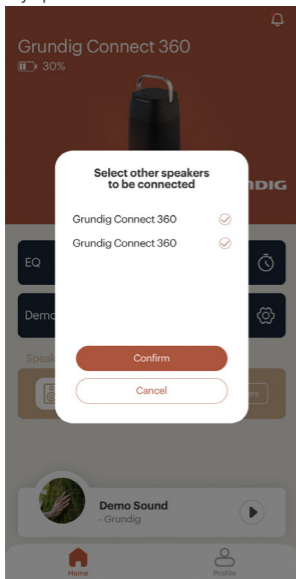 Grundig Connect 360
30%
Select other speakers
to be connected
Grundig Connect 360
Grundig Connect 360
EQ
Demo
Confirm
Cancel
Demo Sound
- Grundig
Home
Profile